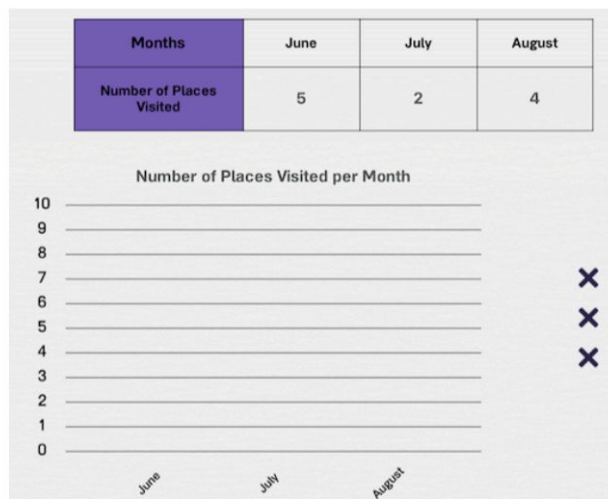 Months June July August
Number of Places
Visited 5 2 4
Number of Places Visited per Month
10
9
8
7
6
5
4
3
2
1
0
June July August